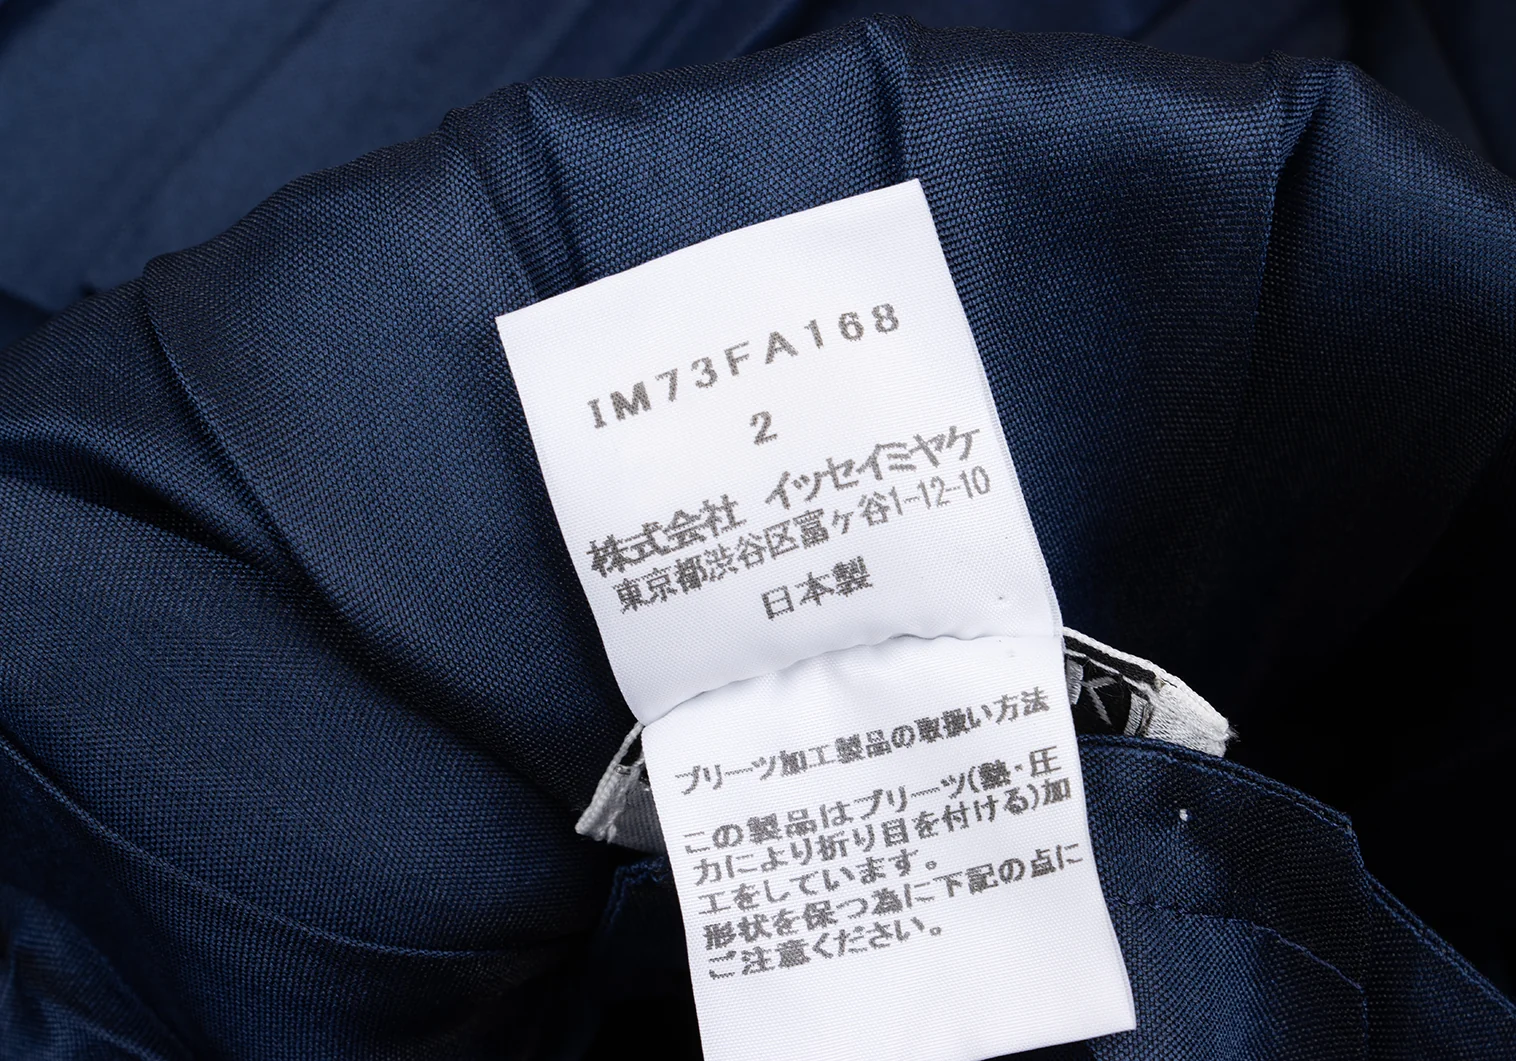 IM73FA168
2
株式会社 イッセイミヤケ
東京都渋谷区富ヶ谷1-12-10
日本製
プリーツ加工製品の取扱い方法
この製品はプリーツ(熱・圧
力により折り目を付ける)加
工をしています。
形状を保つ為に下記の点に
ご注意ください。